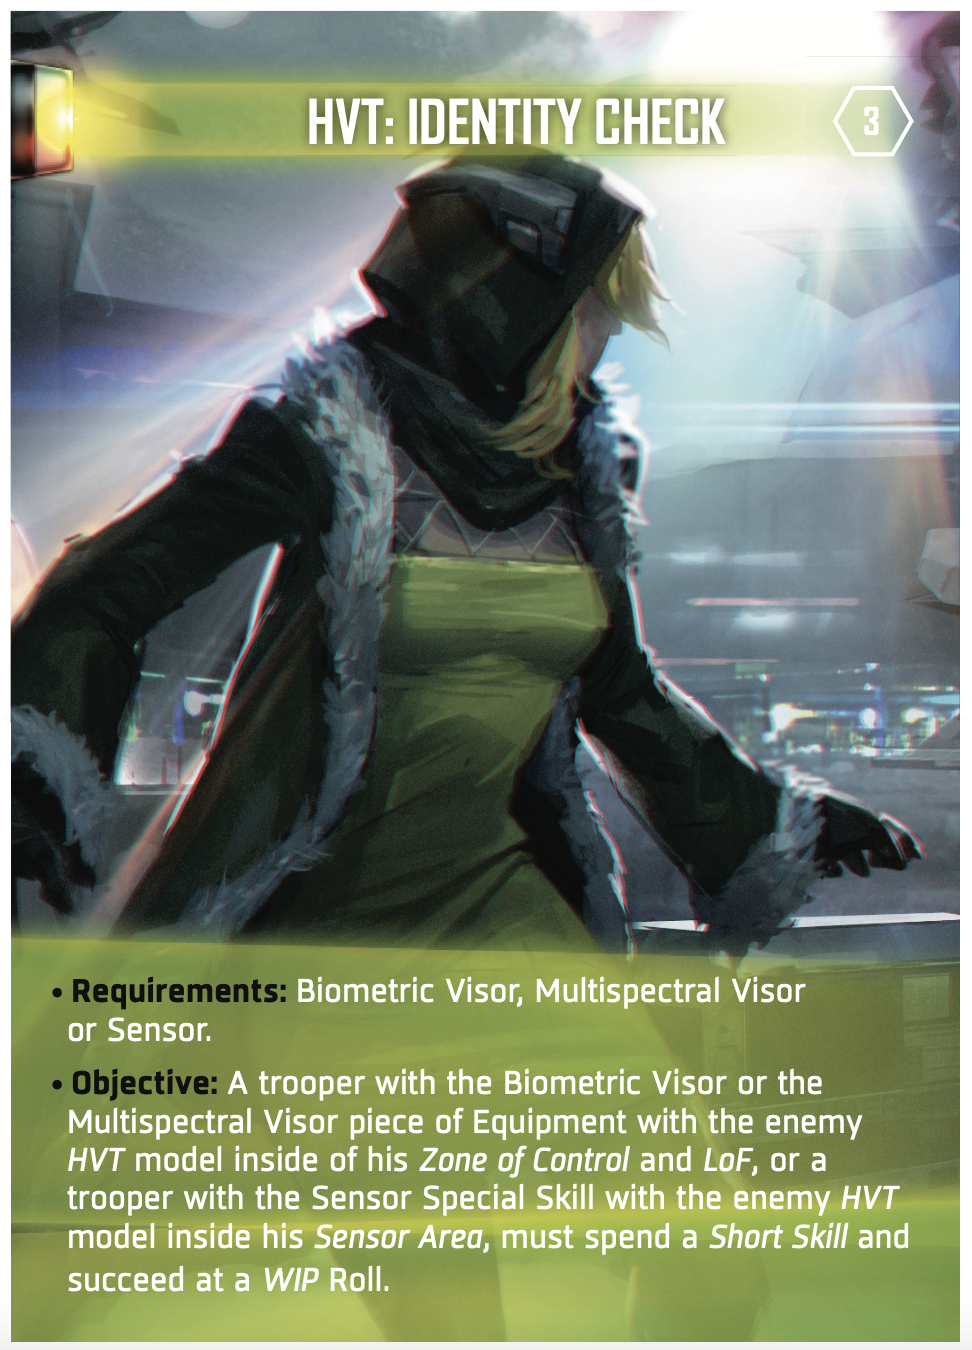 HVT: IDENTITY CHECK
3
• Requirements: Biometric Visor, Multispectral Visor
or Sensor.
• Objective: A trooper with the Biometric Visor or the
Multispectral Visor piece of Equipment with the enemy
HVT model inside of his Zone of Control and LoF, or a
trooper with the Sensor Special Skill with the enemy HVT
model inside his Sensor Area, must spend a Short Skill and
succeed at a WIP Roll.